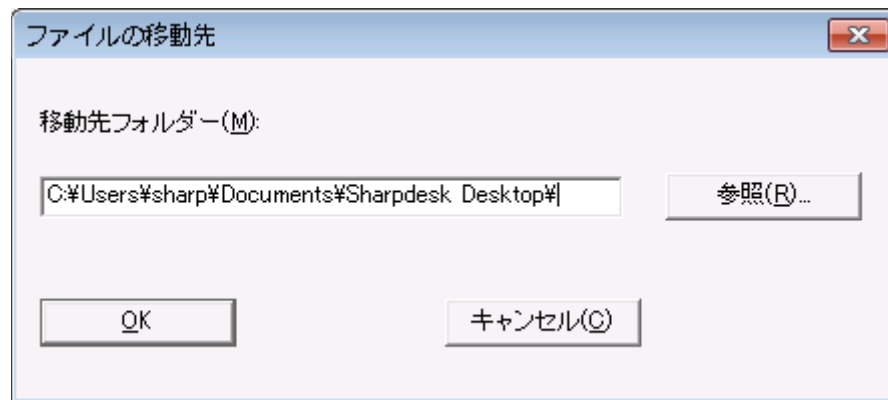 ファイルの移動先
移動先フォルダー(M):
C:¥Users¥sharp¥Documents¥Sharpdesk Desktop¥
参照(R)...
OK
キャンセル(C)